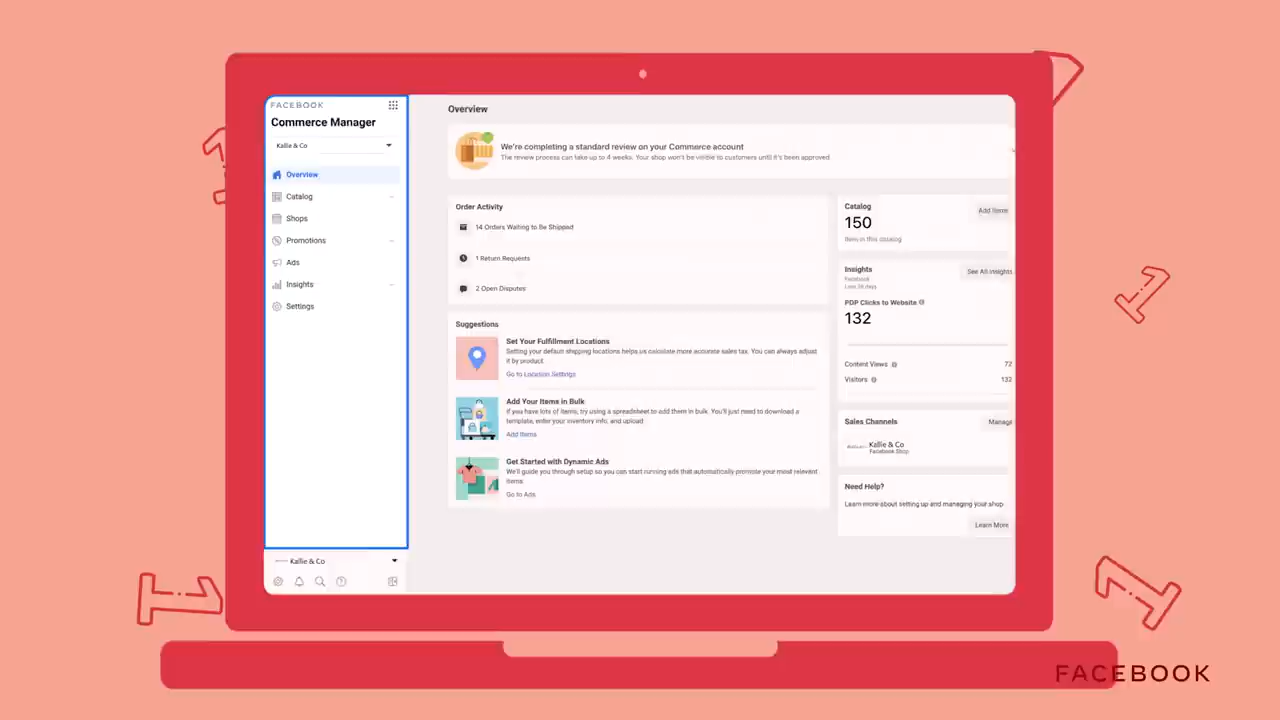 FACEBOOK
Commerce Manager
Kallie & Co
Overview
Catalog
Shops
Promotions
Ads
Insights
Settings
Kallie & Co
Overview
We're completing a standard review on your Commerce account
The review process can take up to 4 weeks. Your shop won't be visible to customers until it's been approved
Order Activity
14 Orders Waiting to Be Shipped
1 Return Requests
2 Open Disputes
Suggestions
Set Your Fulfillment Locations
Setting your default shipping locations helps us calculate more accurate sales tax. You can always adjust
it by product.
Go to Location Settings
Add Your Items in Bulk
If you have lots of items, try using a spreadsheet to add them in bulk. You'll just need to download a
template, enter your inventory info, and upload
Add Items
Get Started with Dynamic Ads
We'll guide you through setup so you can start running ads that automatically promote your most relevant
items.
Go to Ads
Catalog
Add Items
150
Items in this catalog
Insights
See All Insights
Facebook
Last 28 days
PDP Clicks to Website
132
Content Views 72
Visitors 132
Sales Channels
Manage
Kallie & Co
Facebook Shop
Need Help?
Learn more about setting up and managing your shop
Learn More
FACEBOOK